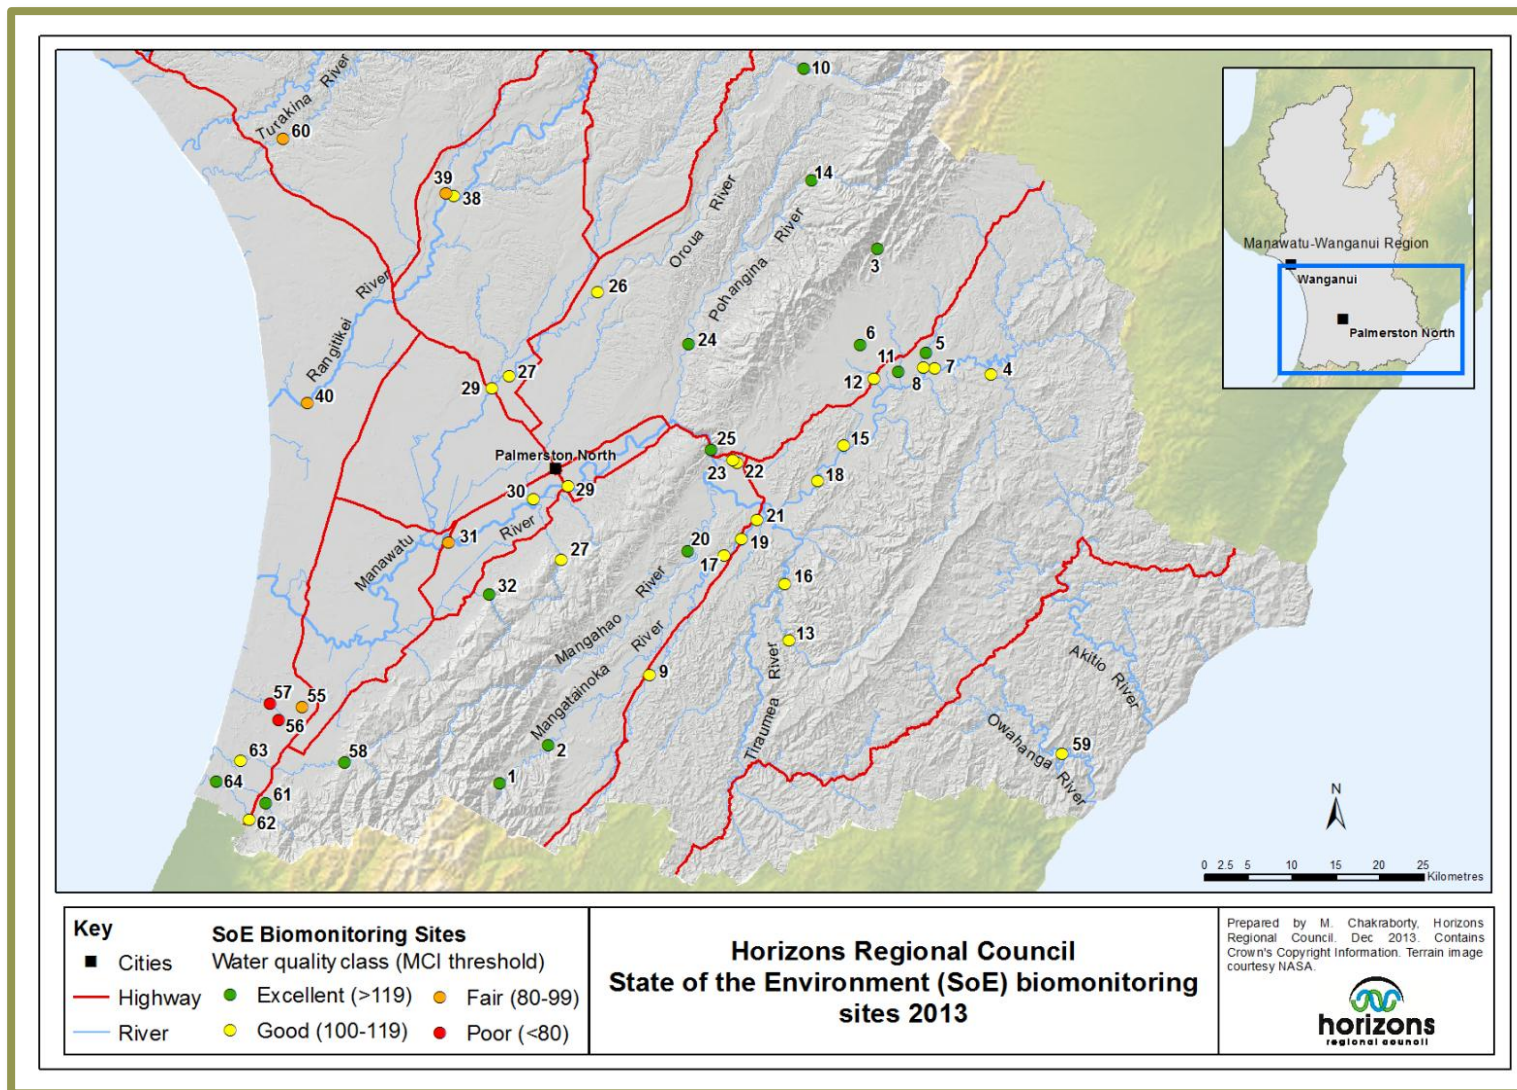 10
Turakina River
60
14
39
38
Oroua River
Pohangina River
3
Manawatu-Wanganui Region
Wanganui
Palmerston North
Rangitikei River
26
24
6
5
11
7
4
12
8
27
29
40
25
15
Palmerston North
23
22
18
29
30
21
31
River
19
20
17
Manawatu
27
16
32
Mangahao River
13
Mangatainoka River
Tiraumea River
Akitio River
9
57
55
56
Owahanga River
2
59
63
58
64
1
61
62
N
0 2.5 5 10 15 20 25
Kilometres
Key
Cities
Highway
River
SoE Biomonitoring Sites
Water quality class (MCI threshold)
Excellent (>119)
Fair (80-99)
Good (100-119)
Poor (<80)
Horizons Regional Council
State of the Environment (SoE) biomonitoring
sites 2013
Prepared by M. Chakraborty, Horizons
Regional Council. Dec 2013. Contains
Crown's Copyright Information. Terrain image
courtesy NASA.
horizons
regional council